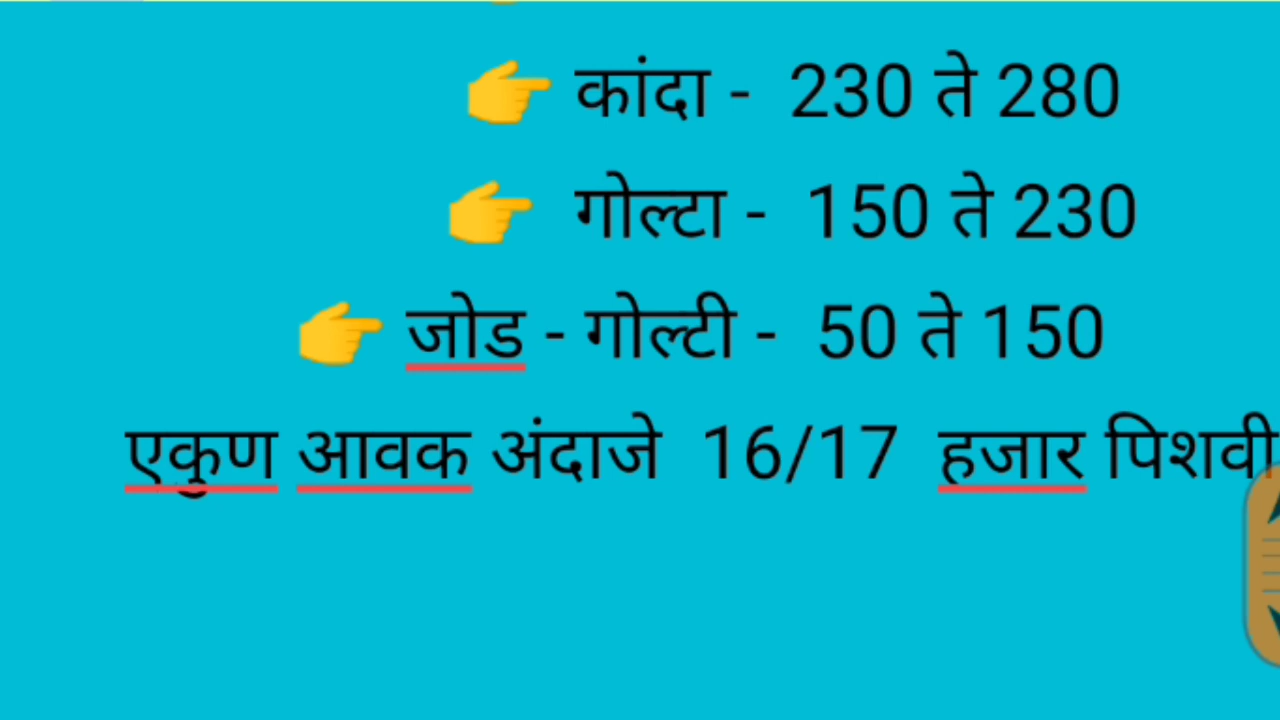 👉 कांदा - 230 ते 280
👉 गोल्टा - 150 ते 230
👉 जोड - गोल्टी - 50 ते 150
एकुण आवक अंदाजे 16/17 हजार पिशवी